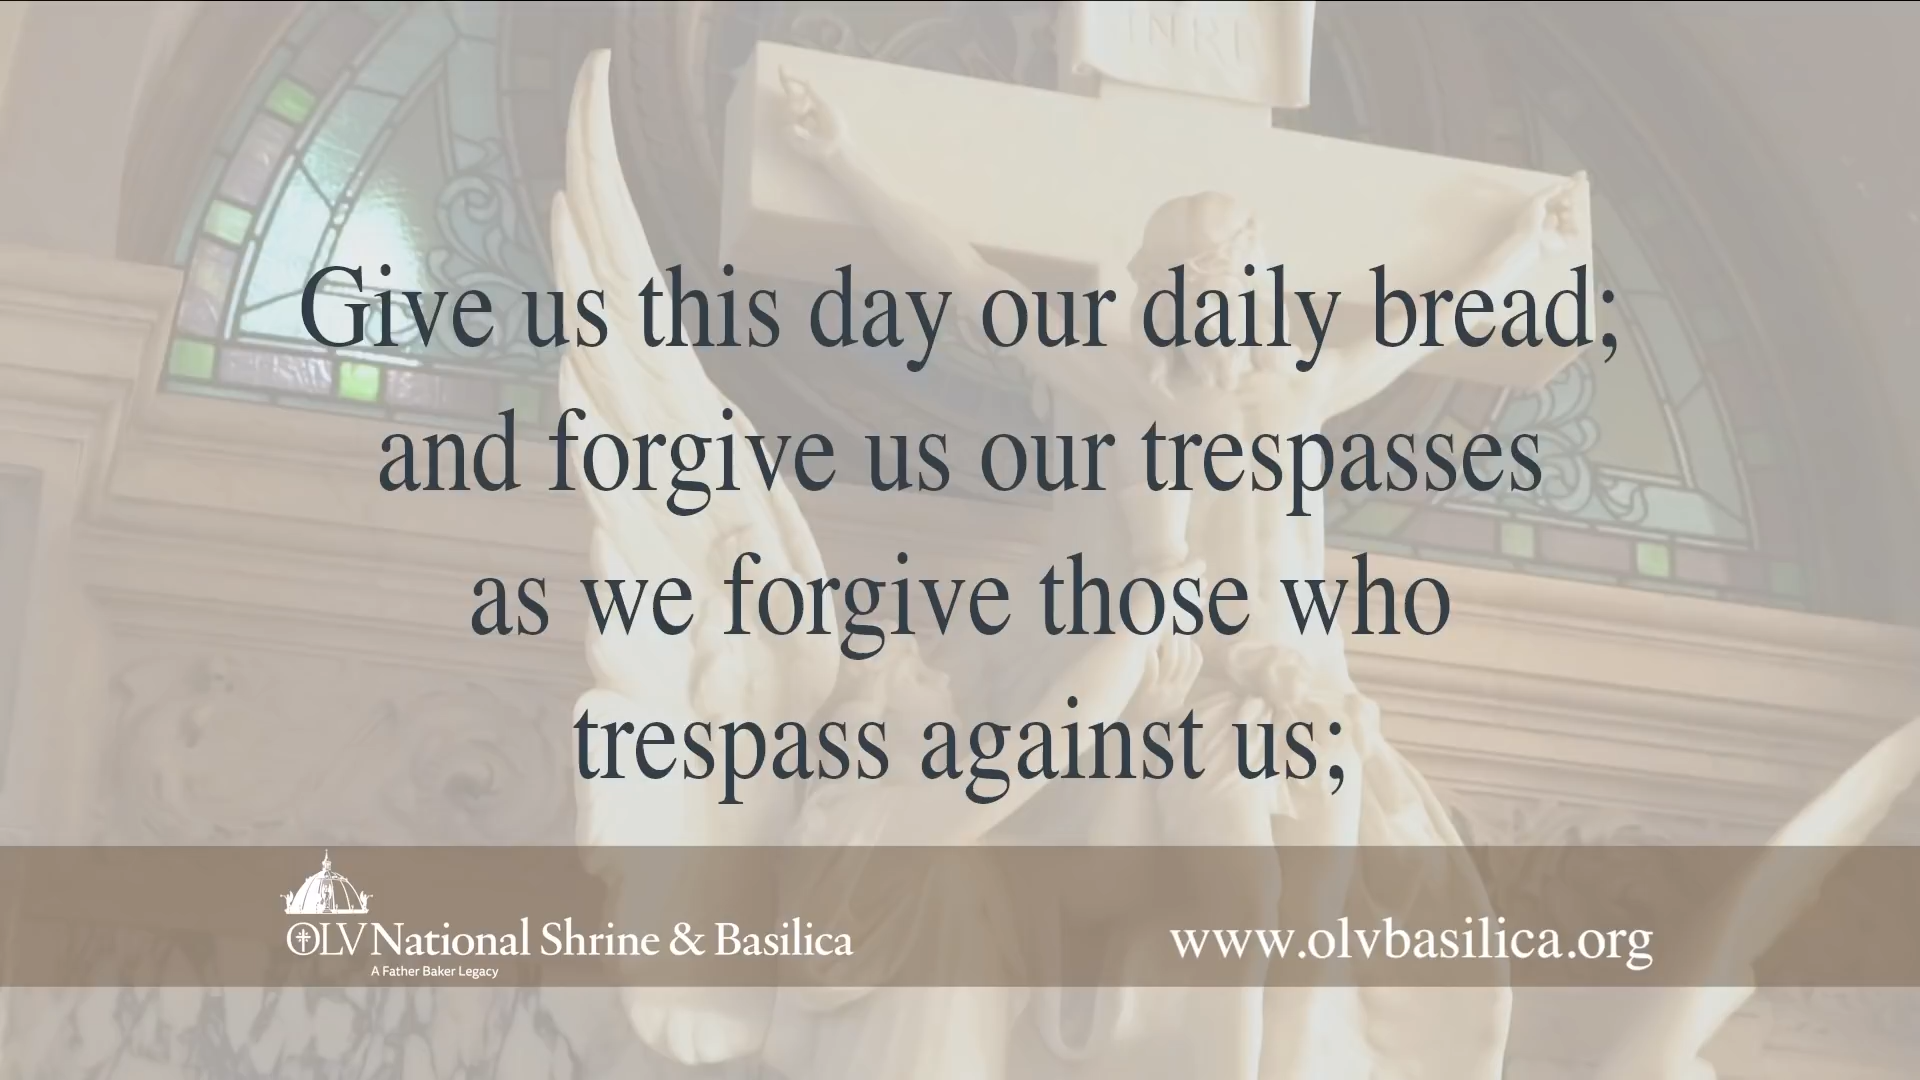 INRI
Give us this day our daily bread;
and forgive us our trespasses
as we forgive those who
trespass against us;
OLV National Shrine & Basilica
A Father Baker Legacy
www.olvbasilica.org